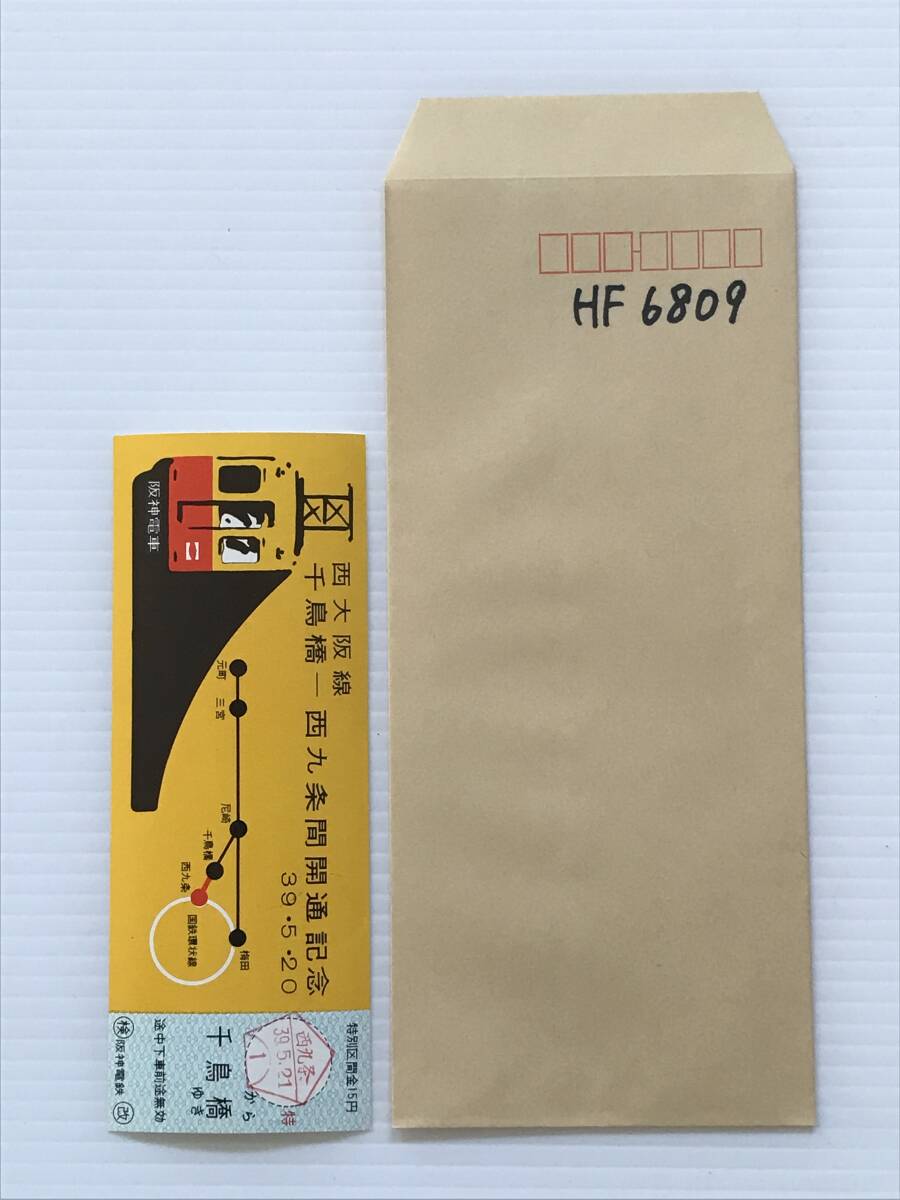 HF 6809
阪神電車
西大阪線
千鳥橋—西九条間開通記念
39・5・20
元町
三宮
尼崎
千鳥橋
西九条
梅田
国鉄環状線
特別区間金15円
西九条
39.5.21
1
特
から
千鳥橋
ゆき
途中下車前途無効
検 阪神電鉄 改